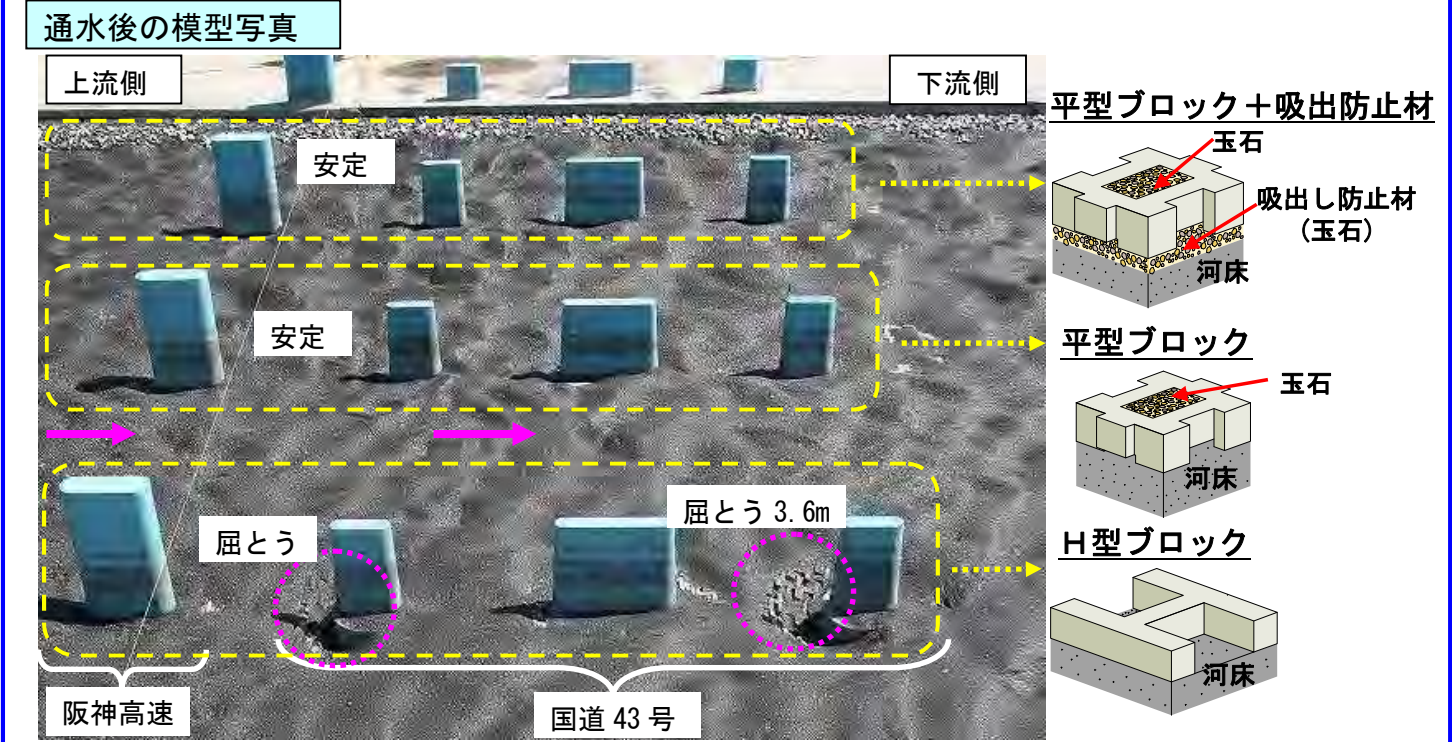 通水後の模型写真
上流側
下流側
安定
安定
屈とう
屈とう 3.6m
阪神高速
国道 43 号
平型ブロック＋吸出防止材
玉石
吸出し防止材
（玉石）
河床
平型ブロック
玉石
河床
H型ブロック
河床